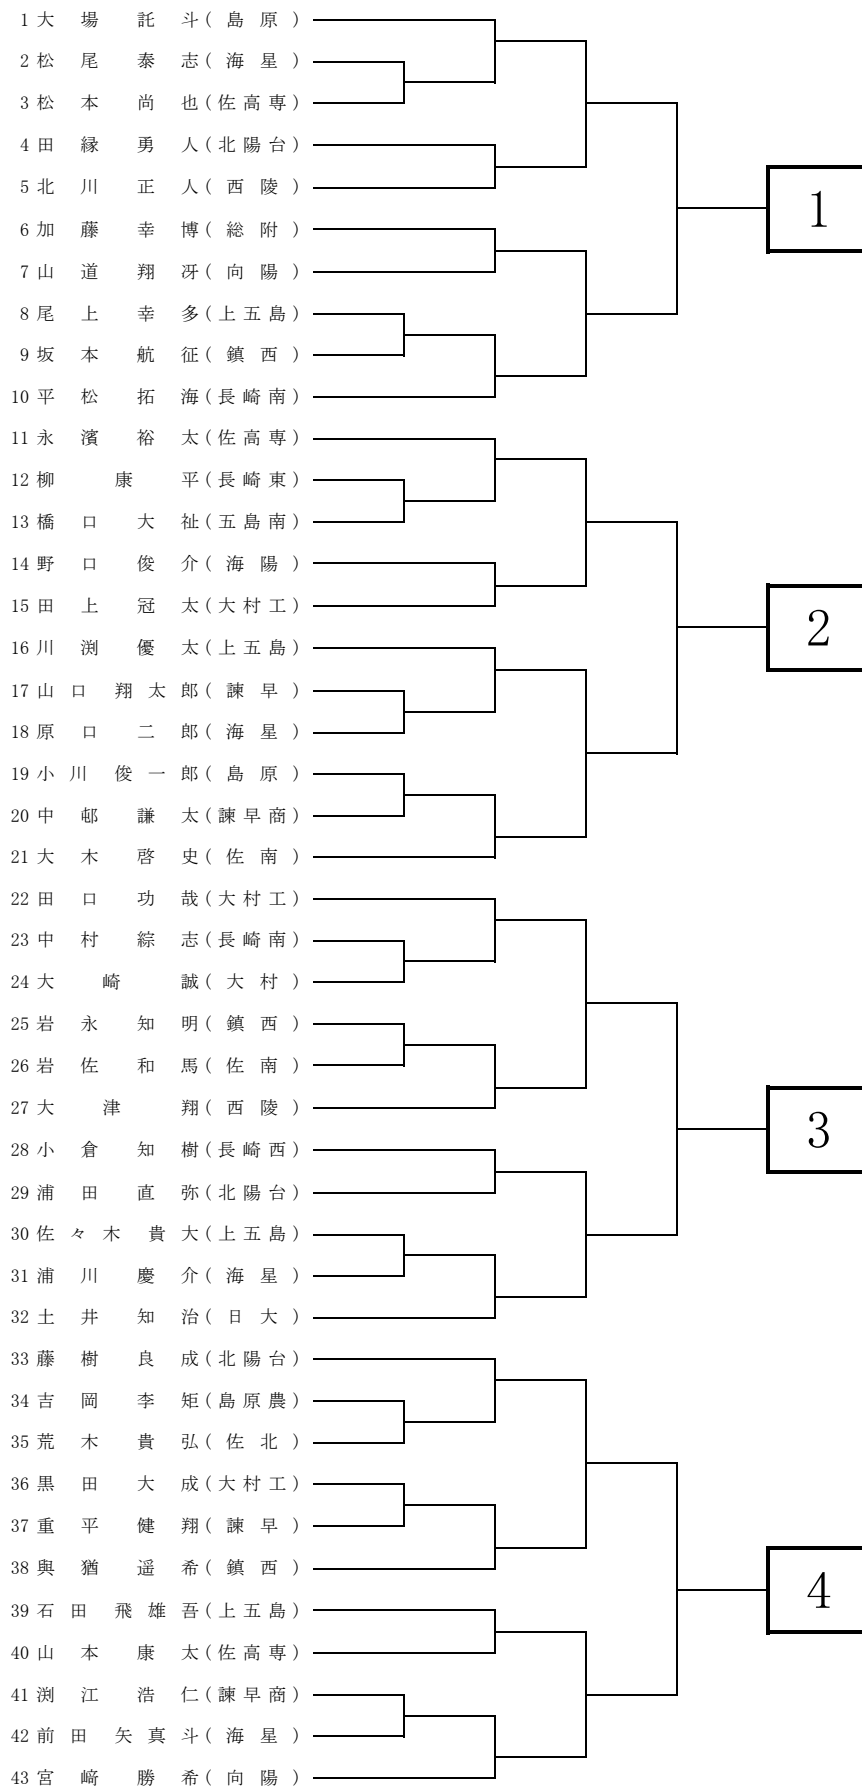 1 大場託斗(島原)
2 松尾泰志(海星)
3 松本尚也(佐高専)
4 田縁勇人(北陽台)
5 北川正人(西陵)
6 加藤幸博(総附)
7 山道翔冴(向陽)
8 尾上幸多(上五島)
9 坂本航征(鎮西)
10 平松拓海(長崎南)
11 永濱裕太(佐高専)
12 柳康平(長崎東)
13 橋口大祉(五島南)
14 野口俊介(海陽)
15 田上冠太(大村工)
16 川渕優太(上五島)
17 山口翔太郎(諫早)
18 原口二郎(海星)
19 小川俊一郎(島原)
20 中邨謙太(諫早商)
21 大木啓史(佐南)
22 田口功哉(大村工)
23 中村綜志(長崎南)
24 大崎誠(大村)
25 岩永知明(鎮西)
26 岩佐和馬(佐南)
27 大津翔(西陵)
28 小倉知樹(長崎西)
29 浦田直弥(北陽台)
30 佐々木貴大(上五島)
31 浦川慶介(海星)
32 土井知治(日大)
33 藤樹良成(北陽台)
34 吉岡李矩(島原農)
35 荒木貴弘(佐北)
36 黒田大成(大村工)
37 重平健翔(諫早)
38 與猶遥希(鎮西)
39 石田飛雄吾(上五島)
40 山本康太(佐高専)
41 渕江浩仁(諫早商)
42 前田矢真斗(海星)
43 宮﨑勝希(向陽)
1
2
3
4